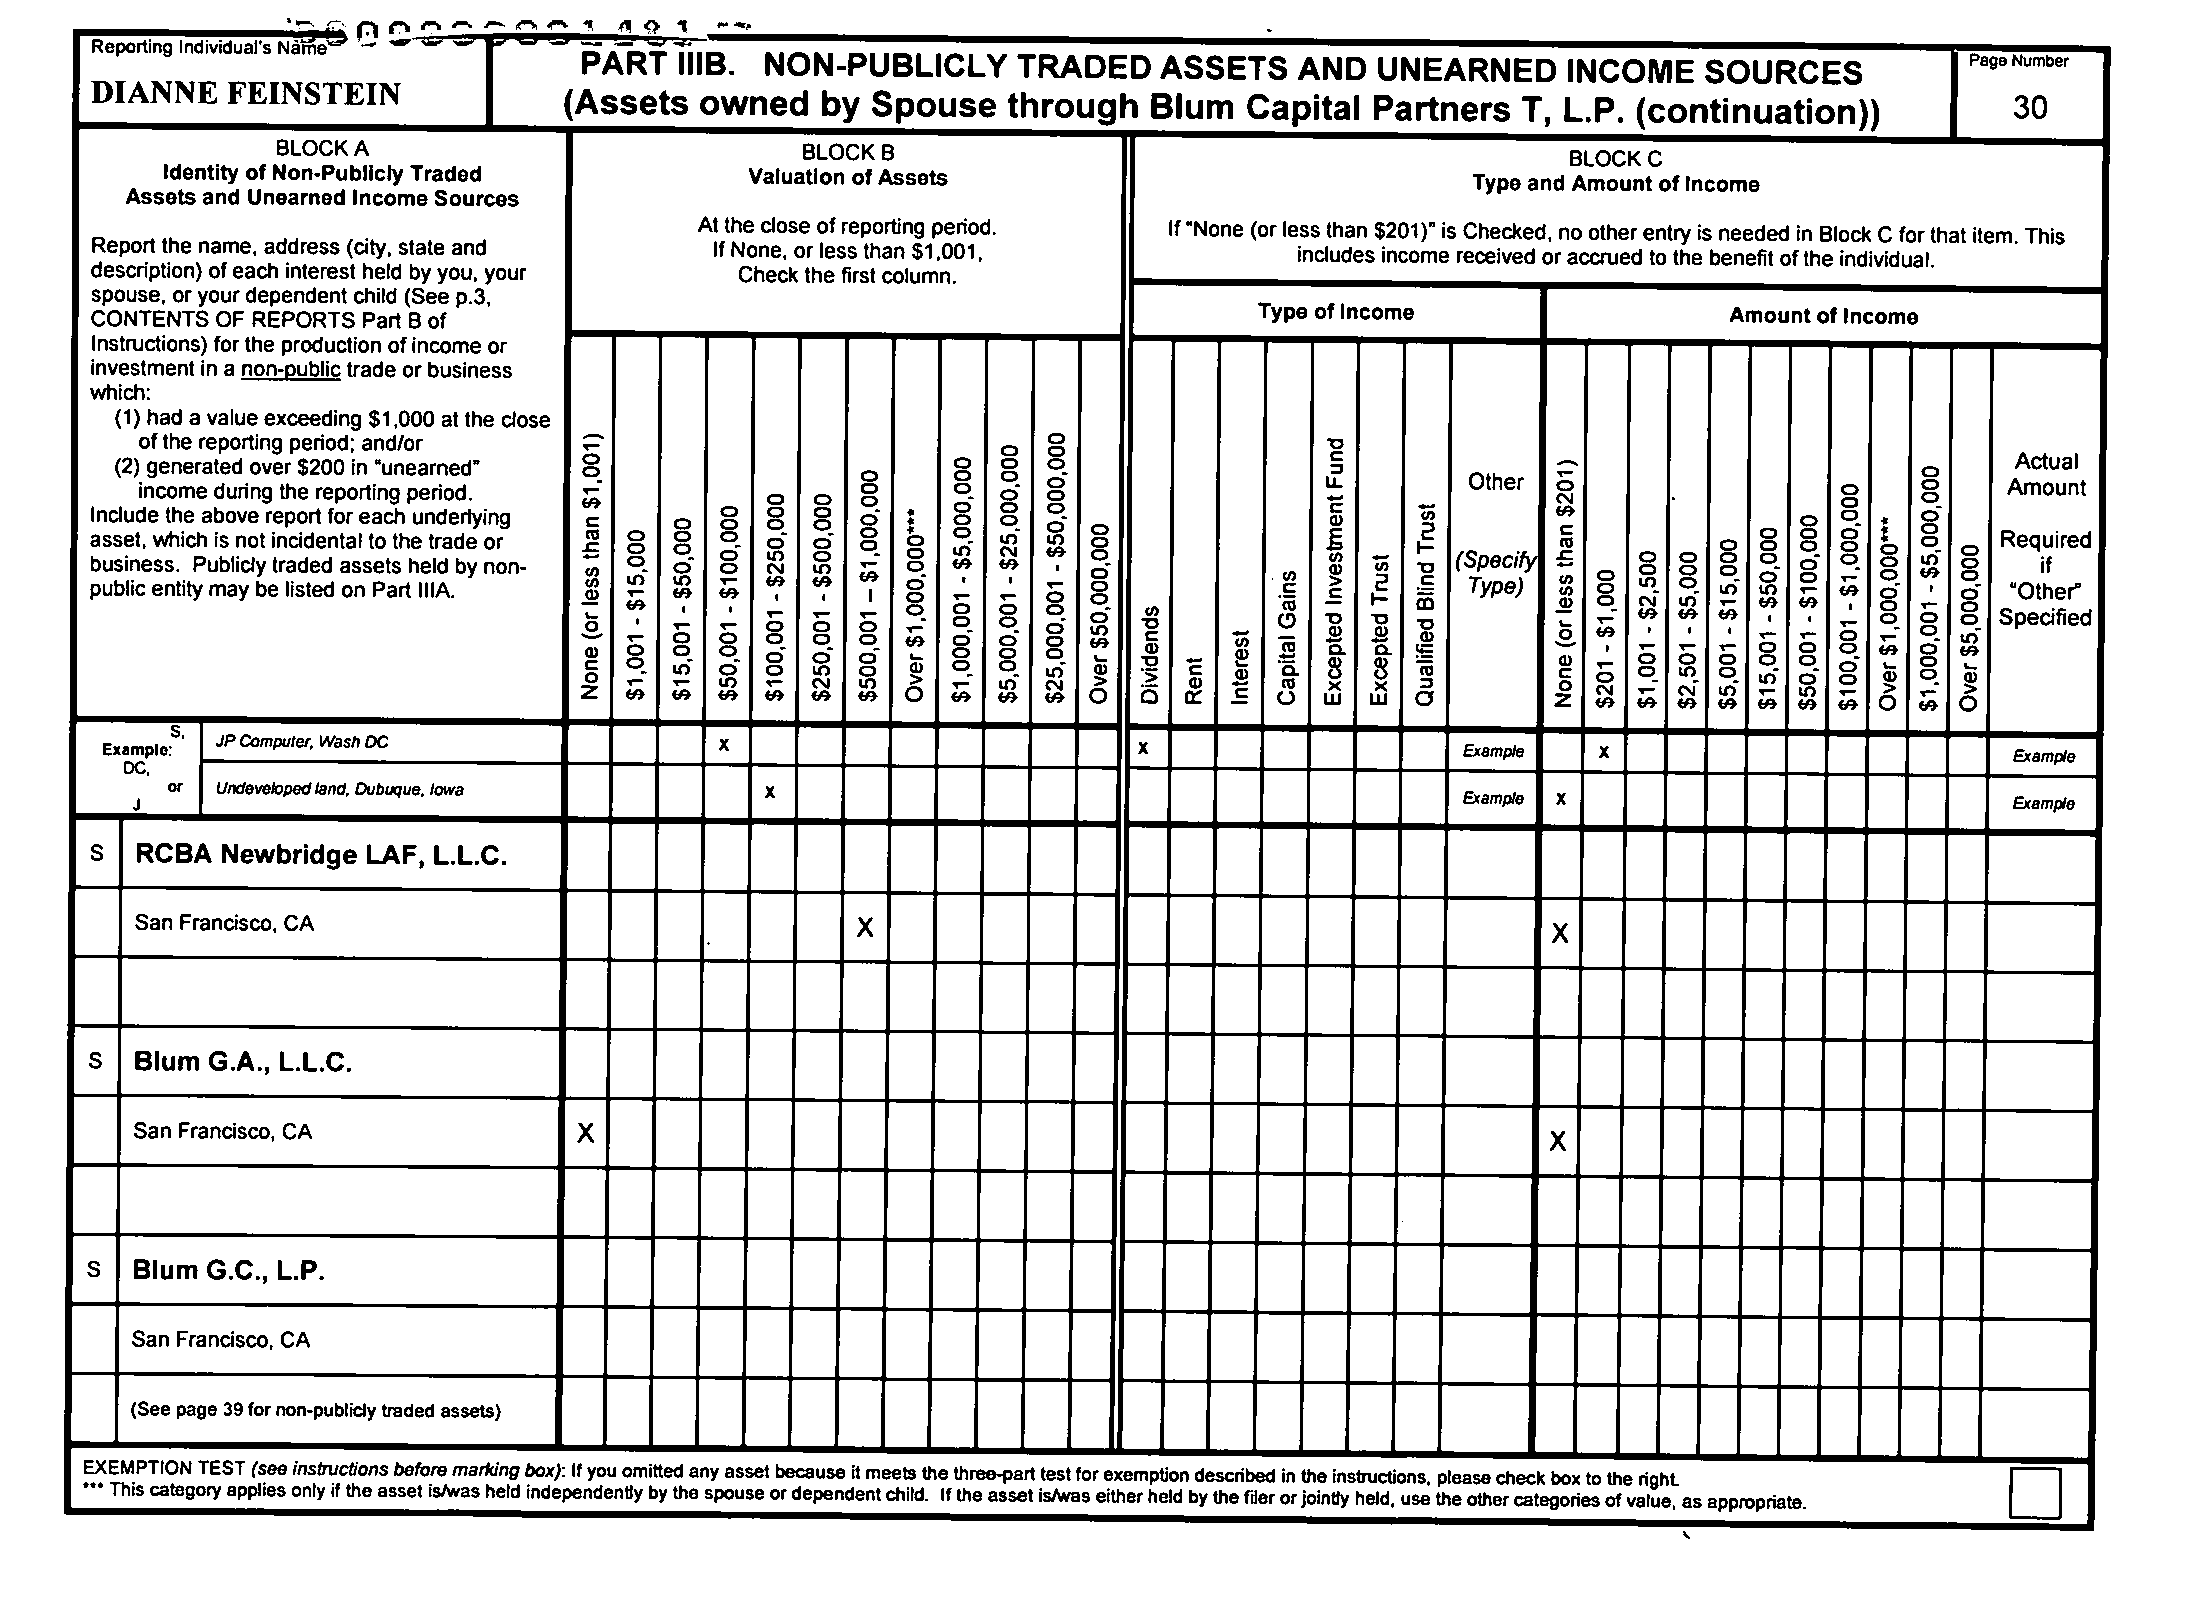 Reporting Individual's Name
DIANNE FEINSTEIN
PART IIIB. NON-PUBLICLY TRADED ASSETS AND UNEARNED INCOME SOURCES
(Assets owned by Spouse through Blum Capital Partners T, L.P. (continuation))
Page Number
30
BLOCK A
Identity of Non-Publicly Traded
Assets and Unearned Income Sources
Report the name, address (city, state and
description) of each interest held by you, your
spouse, or your dependent child (See p.3,
CONTENTS OF REPORTS Part B of
Instructions) for the production of income or
investment in a non-public trade or business
which:
(1) had a value exceeding $1,000 at the close
of the reporting period; and/or
(2) generated over $200 in "unearned"
income during the reporting period.
Include the above report for each underlying
asset, which is not incidental to the trade or
business. Publicly traded assets held by non-
public entity may be listed on Part IIIA.
BLOCK B
Valuation of Assets
At the close of reporting period.
If None, or less than $1,001,
Check the first column.
None (or less than $1,001)
$1,001 - $15,000
$15,001 - $50,000
$50,001 - $100,000
$100,001 - $250,000
$250,001 - $500,000
$500,001 – $1,000,000
Over $1,000,000***
$1,000,001 - $5,000,000
$5,000,001 - $25,000,000
$25,000,001 - $50,000,000
Over $50,000,000
BLOCK C
Type and Amount of Income
If "None (or less than $201)" is Checked, no other entry is needed in Block C for that item. This
includes income received or accrued to the benefit of the individual.
Type of Income
Dividends
Rent
Interest
Capital Gains
Excepted Investment Fund
Excepted Trust
Qualified Blind Trust
Other
(Specify
Type)
Amount of Income
None (or less than $201)
$201 - $1,000
$1,001 - $2,500
$2,501 - $5,000
$5,001 - $15,000
$15,001 - $50,000
$50,001 - $100,000
$100,001 - $1,000,000
Over $1,000,000***
$1,000,001 - $5,000,000
Over $5,000,000
Actual
Amount
Required
if
"Other"
Specified
Example: S,
DC,
or
J
JP Computer, Wash DC X X Example X Example
Undeveloped land, Dubuque, Iowa X Example X Example
S RCBA Newbridge LAF, L.L.C.
San Francisco, CA X X
S Blum G.A., L.L.C.
San Francisco, CA X X
S Blum G.C., L.P.
San Francisco, CA
(See page 39 for non-publicly traded assets)
EXEMPTION TEST (see instructions before marking box): If you omitted any asset because it meets the three-part test for exemption described in the instructions, please check box to the right.
*** This category applies only if the asset is/was held independently by the spouse or dependent child. If the asset is/was either held by the filer or jointly held, use the other categories of value, as appropriate.